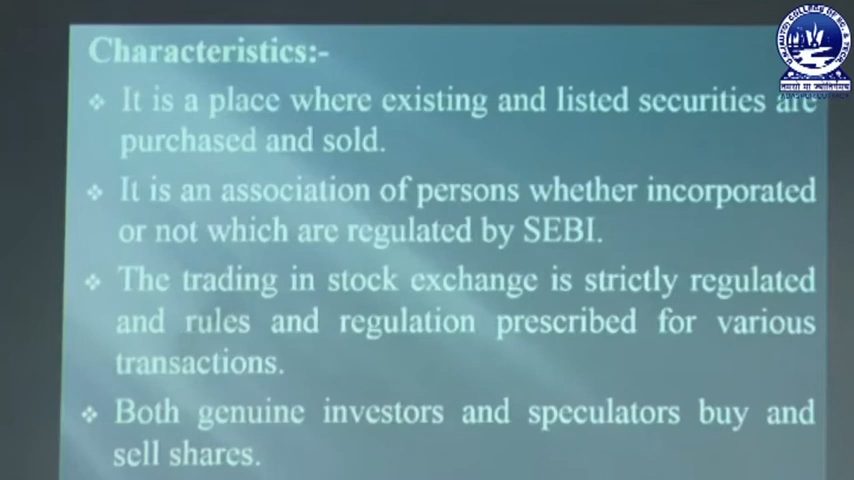 Characteristics:-
❖ It is a place where existing and listed securities are
purchased and sold.
❖ It is an association of persons whether incorporated
or not which are regulated by SEBI.
❖ The trading in stock exchange is strictly regulated
and rules and regulation prescribed for various
transactions.
❖ Both genuine investors and speculators buy and
sell shares.